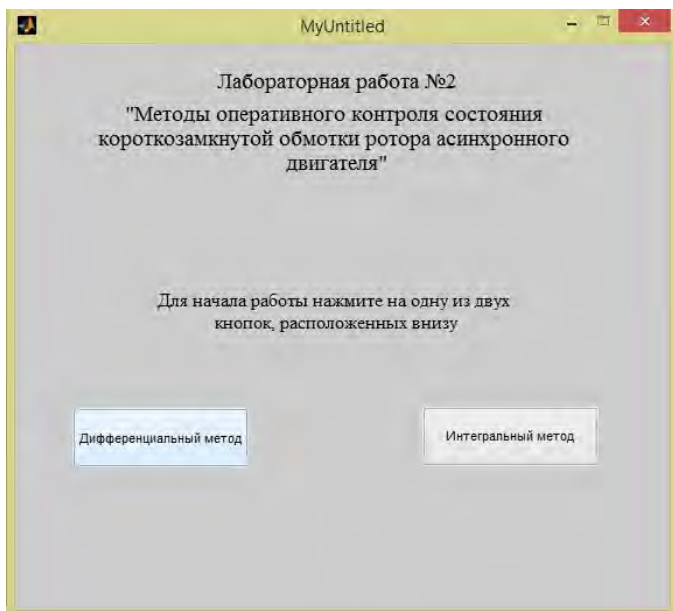 MyUntitled
Лабораторная работа №2
"Методы оперативного контроля состояния
короткозамкнутой обмотки ротора асинхронного
двигателя"
Для начала работы нажмите на одну из двух
кнопок, расположенных внизу
Дифференциальный метод
Интегральный метод